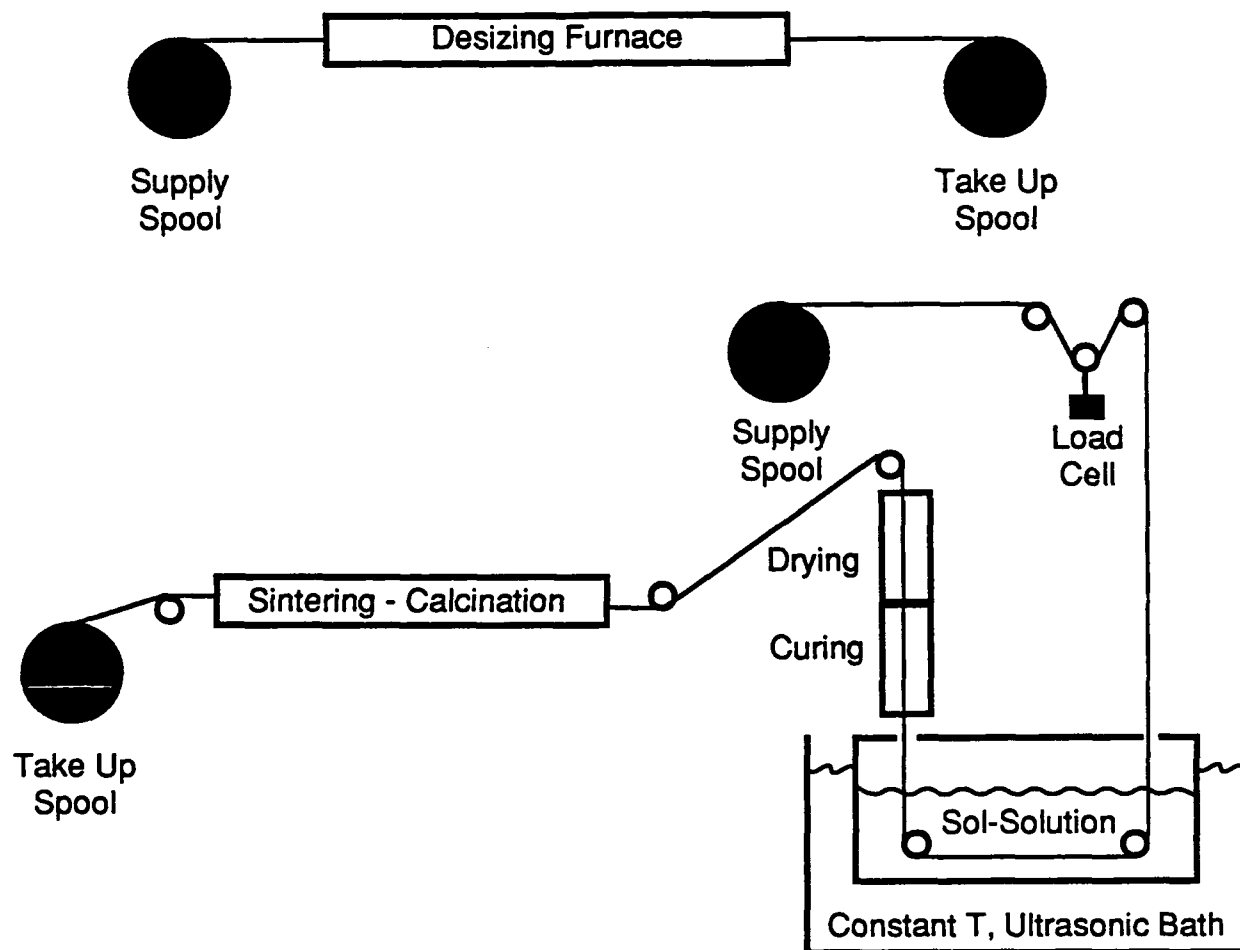 Desizing Furnace
Supply
Spool
Take Up
Spool
Supply
Spool
Load
Cell
Drying
Sintering - Calcination
Curing
Take Up
Spool
Sol-Solution
Constant T, Ultrasonic Bath